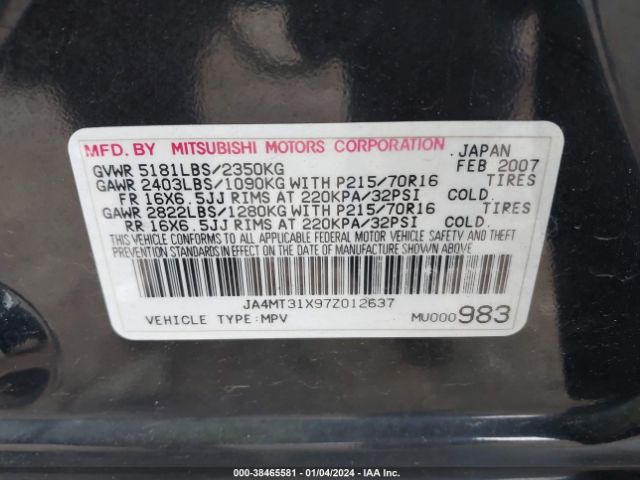 MFD. BY MITSUBISHI MOTORS CORPORATION . JAPAN
GVWR 5181LBS/2350KG FEB 2007
GAWR 2403LBS/1090KG WITH P215/70R16 TIRES
FR 16X6.5JJ RIMS AT 220KPA/32PSI COLD.
GAWR 2822LBS/1280KG WITH P215/70R16 TIRES
RR 16X6.5JJ RIMS AT 220KPA/32PSI COLD.
THIS VEHICLE CONFORMS TO ALL APPLICABLE FEDERAL MOTOR VEHICLE SAFETY AND THEFT
PREVENTION STANDARDS IN EFFECT ON THE DATE OF MANUFACTURE SHOWN ABOVE.
JA4MT31X97Z012637
VEHICLE TYPE:MPV MU000983
000 - 38465581 - 01/04/2024 - IAA Inc.